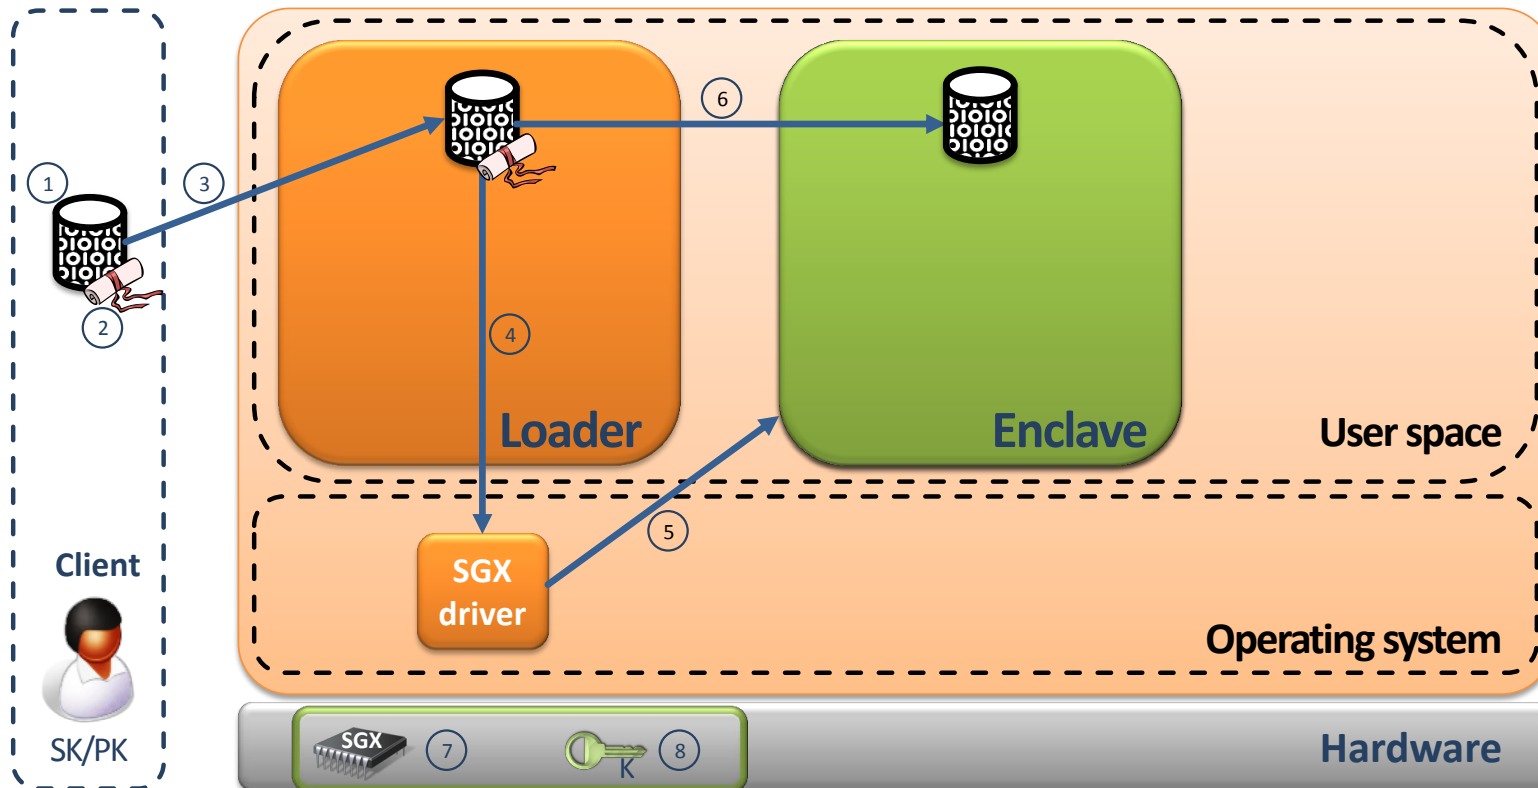 1
2
3
4
5
6
Loader
Enclave
User space
SGX
driver
Operating system
Client
SK/PK
SGX
7
K
8
Hardware